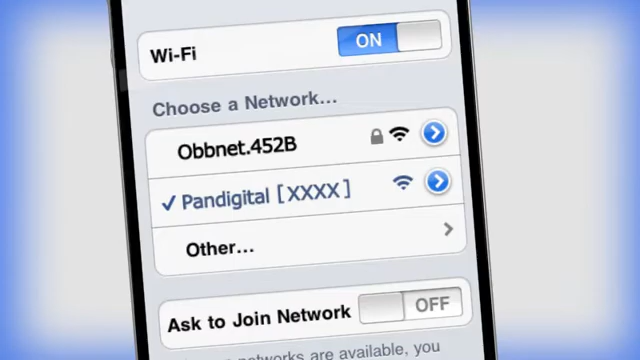 Wi-Fi ON
Choose a Network...
Obbnet.452B
✓ Pandigital [XXXX]
Other...
Ask to Join Network OFF
networks are available, you